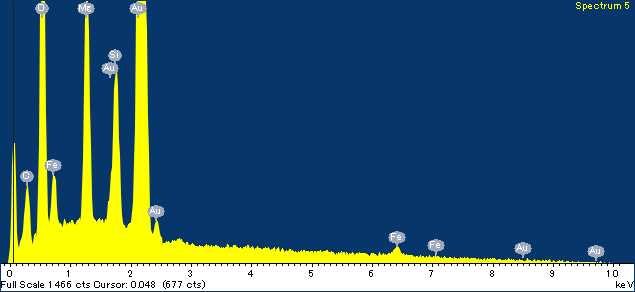 Spectrum 5
O Mg Au
Si
Au
C Fe
Au
Fe Fe Au Au
0 1 2 3 4 5 6 7 8 9 10
Full Scale 1466 cts Cursor: 0.048 (677 cts) keV